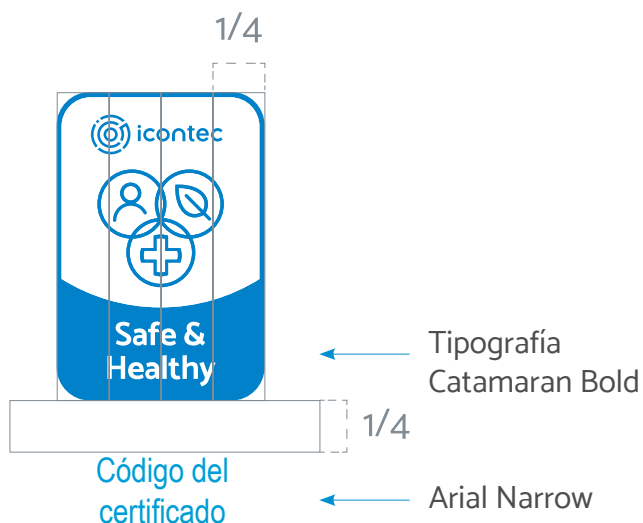 1/4
icontec
Safe &
Healthy
Tipografía
Catamaran Bold
1/4
Código del
certificado
Arial Narrow